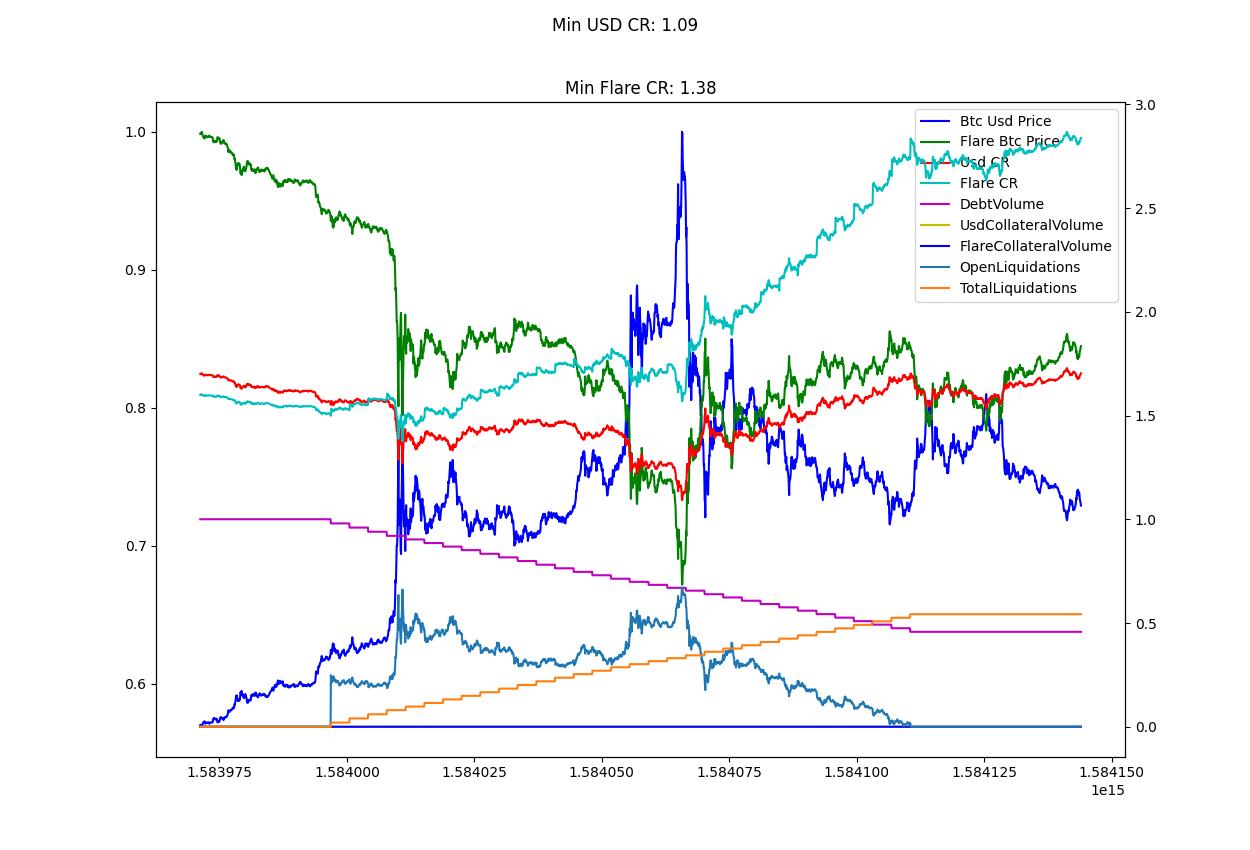 Min USD CR: 1.09
Min Flare CR: 1.38
1.0
0.9
0.8
0.7
0.6
3.0
2.5
2.0
1.5
1.0
0.5
0.0
Btc Usd Price
Flare Btc Price
Usd CR
Flare CR
DebtVolume
UsdCollateralVolume
FlareCollateralVolume
OpenLiquidations
TotalLiquidations
1.583975 1.584000 1.584025 1.584050 1.584075 1.584100 1.584125 1.584150
1e15